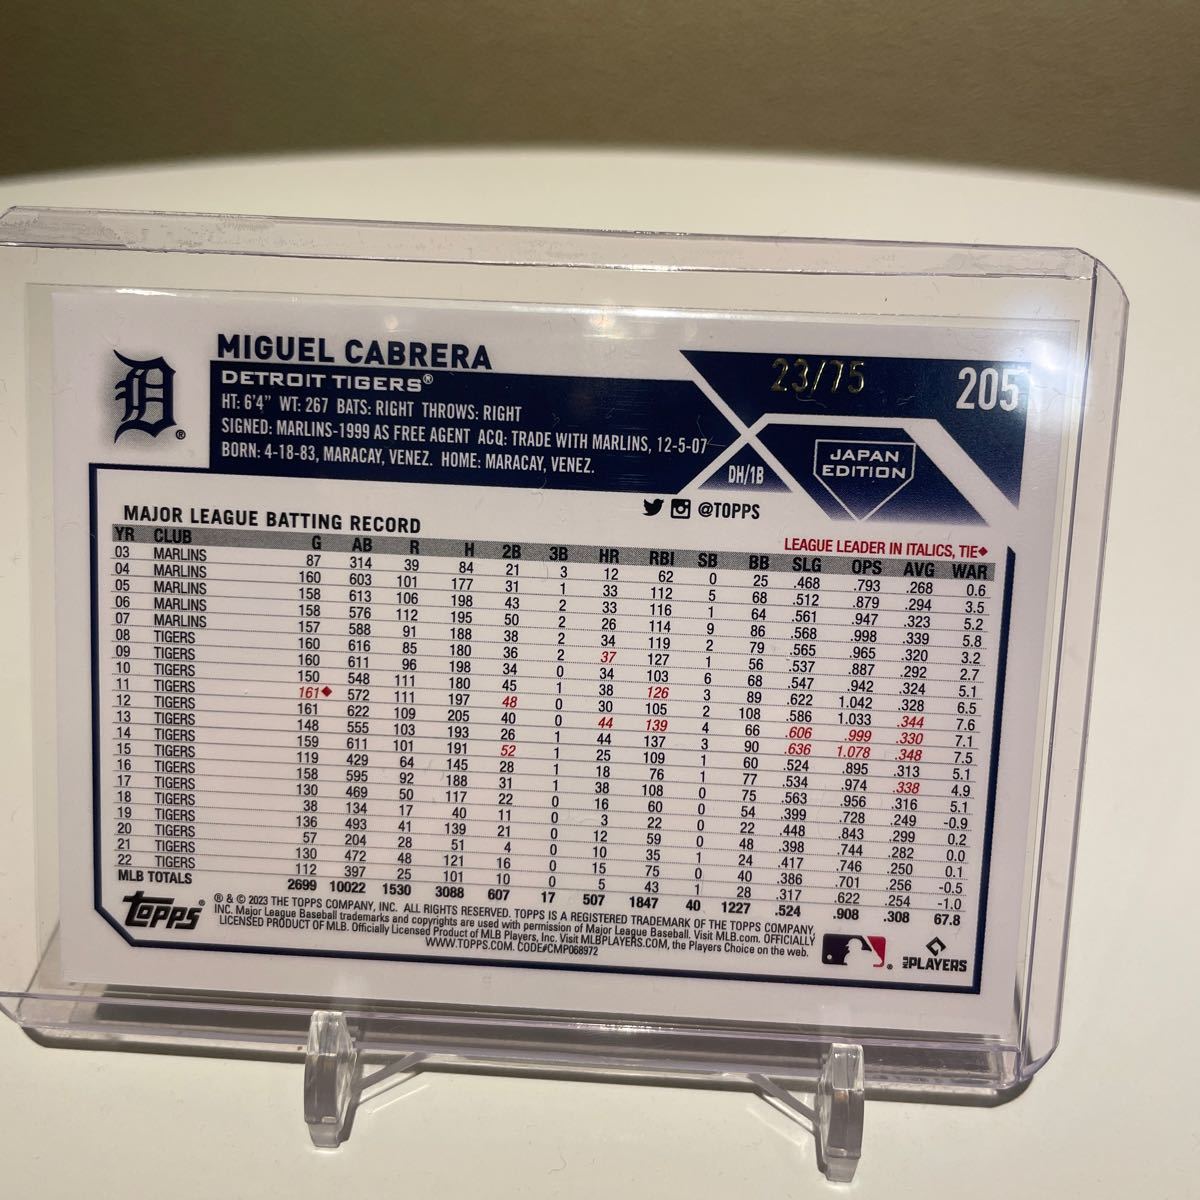 MIGUEL CABRERA
DETROIT TIGERS®
HT: 6'4" WT: 267 BATS: RIGHT THROWS: RIGHT
SIGNED: MARLINS-1999 AS FREE AGENT ACQ: TRADE WITH MARLINS, 12-5-07
BORN: 4-18-83, MARACAY, VENEZ. HOME: MARACAY, VENEZ.
23/75
205
DH/1B
JAPAN
EDITION
@TOPPS
MAJOR LEAGUE BATTING RECORD
LEAGUE LEADER IN ITALICS, TIE◆
YR CLUB G AB R H 2B 3B HR RBI SB BB SLG OPS AVG WAR
03 MARLINS 87 314 39 84 21 3 12 62 0 25 .468 .793 .268 0.6
04 MARLINS 160 603 101 177 31 1 33 112 5 68 .512 .879 .294 3.5
05 MARLINS 158 613 106 198 43 2 33 116 1 64 .561 .947 .323 5.2
06 MARLINS 158 576 112 195 50 2 26 114 9 86 .568 .998 .339 5.8
07 MARLINS 157 588 91 188 38 2 34 119 2 79 .565 .965 .320 3.2
08 TIGERS 160 616 85 180 36 2 37 127 1 56 .537 .887 .292 2.7
09 TIGERS 160 611 96 198 34 0 34 103 6 68 .547 .942 .324 5.1
10 TIGERS 150 548 111 180 45 1 38 126 3 89 .622 1.042 .328 6.5
11 TIGERS 161◆ 572 111 197 48 0 30 105 2 108 .586 1.033 .344 7.6
12 TIGERS 161 622 109 205 40 0 44 139 4 66 .606 .999 .330 7.1
13 TIGERS 148 555 103 193 26 1 44 137 3 90 .636 1.078 .348 7.5
14 TIGERS 159 611 101 191 52 1 25 109 1 60 .524 .895 .313 5.1
15 TIGERS 119 429 64 145 28 1 18 76 1 77 .534 .974 .338 4.9
16 TIGERS 158 595 92 188 31 1 38 108 0 75 .563 .956 .316 5.1
17 TIGERS 130 469 50 117 22 0 16 60 0 54 .399 .728 .249 -0.9
18 TIGERS 38 134 17 40 11 0 3 22 0 22 .448 .843 .299 0.2
19 TIGERS 136 493 41 139 21 0 12 59 0 48 .398 .744 .282 0.0
20 TIGERS 57 204 28 51 4 0 10 35 1 24 .417 .746 .250 0.1
21 TIGERS 130 472 48 121 16 0 15 75 0 40 .386 .701 .256 -0.5
22 TIGERS 112 397 25 101 10 0 5 43 1 28 .317 .622 .254 -1.0
MLB TOTALS 2699 10022 1530 3088 607 17 507 1847 40 1227 .524 .908 .308 67.8
topps®
® & © 2023 THE TOPPS COMPANY, INC. ALL RIGHTS RESERVED. TOPPS IS A REGISTERED TRADEMARK OF THE TOPPS COMPANY,
INC. Major League Baseball trademarks and copyrights are used with permission of Major League Baseball. Visit MLB.com. OFFICIALLY
LICENSED PRODUCT OF MLB. Officially Licensed Product of MLB Players, Inc. Visit MLBPLAYERS.COM, the Players Choice on the web.
WWW.TOPPS.COM. CODE#CMP068972
MLB PLAYERS